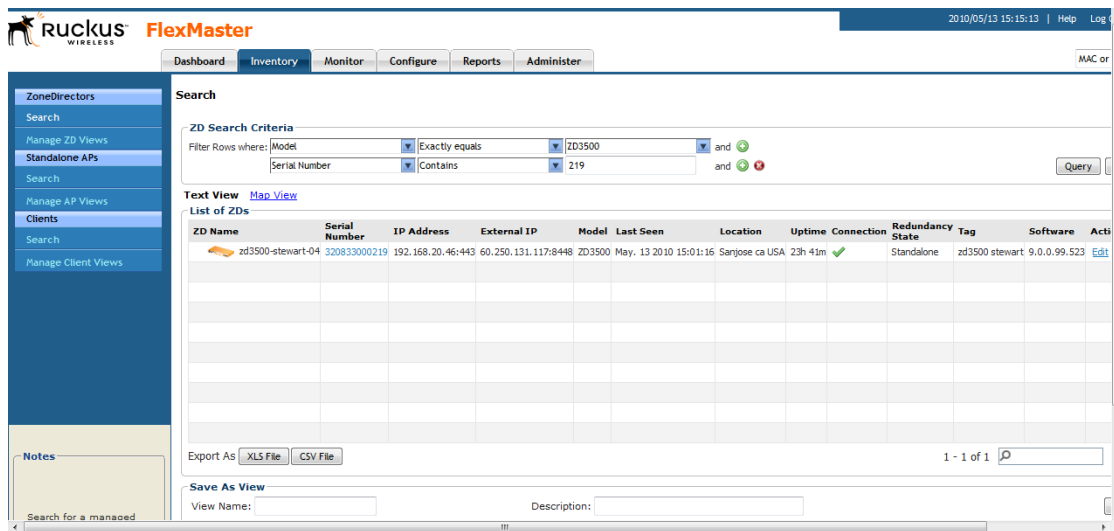 2010/05/13 15:15:13 | Help Log
RUCKUS WIRELESS FlexMaster
Dashboard Inventory Monitor Configure Reports Administer
MAC or
ZoneDirectors
Search
Manage ZD Views
Standalone APs
Search
Manage AP Views
Clients
Search
Manage Client Views
Notes
Search for a managed
Search
ZD Search Criteria
Filter Rows where: Model Exactly equals ZD3500 and
Serial Number Contains 219 and
Query
Text View Map View
List of ZDs
ZD Name Serial Number IP Address External IP Model Last Seen Location Uptime Connection Redundancy State Tag Software Acti
zd3500-stewart-04 320833000219 192.168.20.46:443 60.250.131.117:8448 ZD3500 May. 13 2010 15:01:16 Sanjose ca USA 23h 41m Standalone zd3500 stewart 9.0.0.99.523 Edit
Export As XLS File CSV File
1 - 1 of 1
Save As View
View Name: Description: